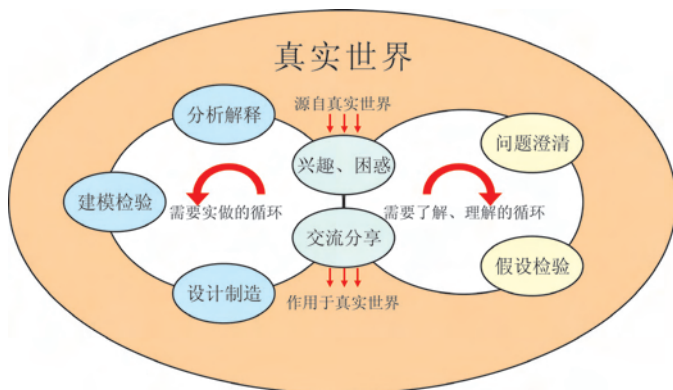 真实世界
源自真实世界
分析解释
兴趣、困惑
问题澄清
建模检验
需要实做的循环
需要了解、理解的循环
交流分享
设计制造
假设检验
作用于真实世界